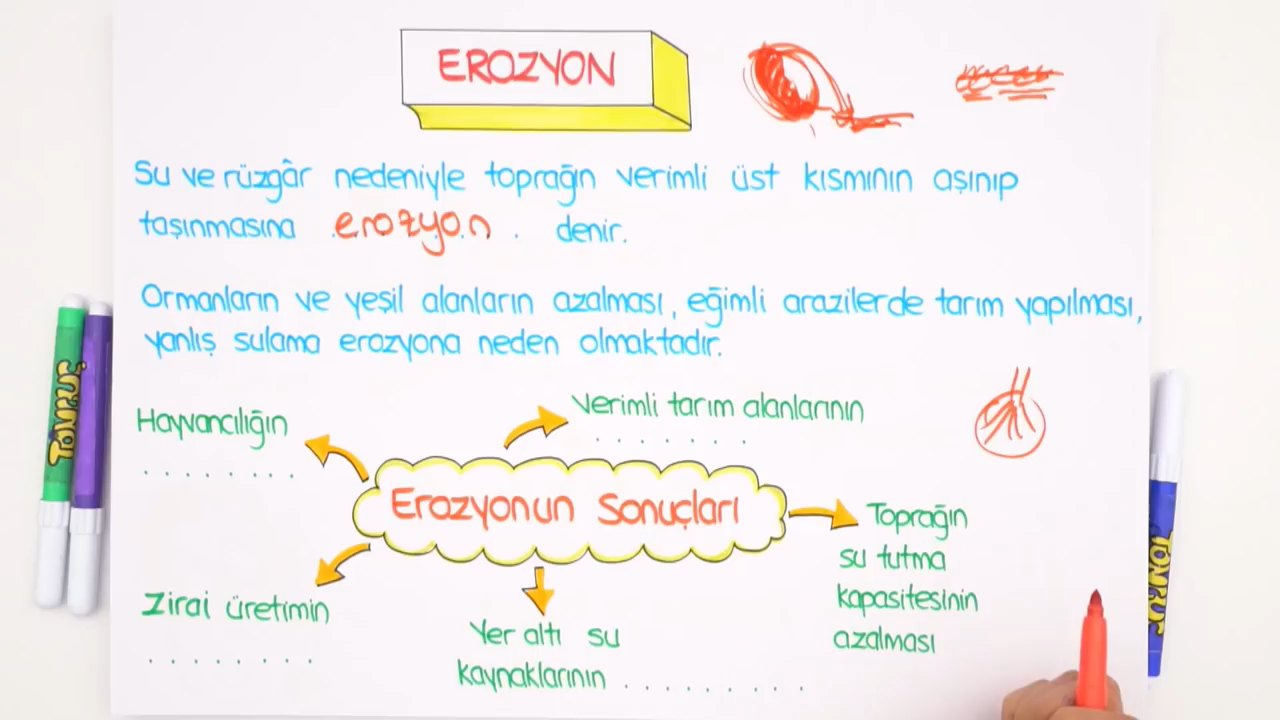 EROZYON
Su ve rüzgâr nedeniyle toprağın verimli üst kısmının aşınıp
taşınmasına .erozyon . denir.
Ormanların ve yeşil alanların azalması, eğimli arazilerde tarım yapılması,
yanlış sulama erozyona neden olmaktadır.
Hayvancılığın
. . . . . . . .
Verimli tarım alanlarının
. . . . . . .
Erozyonun Sonuçları
Toprağın
su tutma
kapasitesinin
azalması
Zirai üretimin
. . . . . . . .
Yer altı su
kaynaklarının . . . . . . . .
TONKUÇ
TONKUÇ